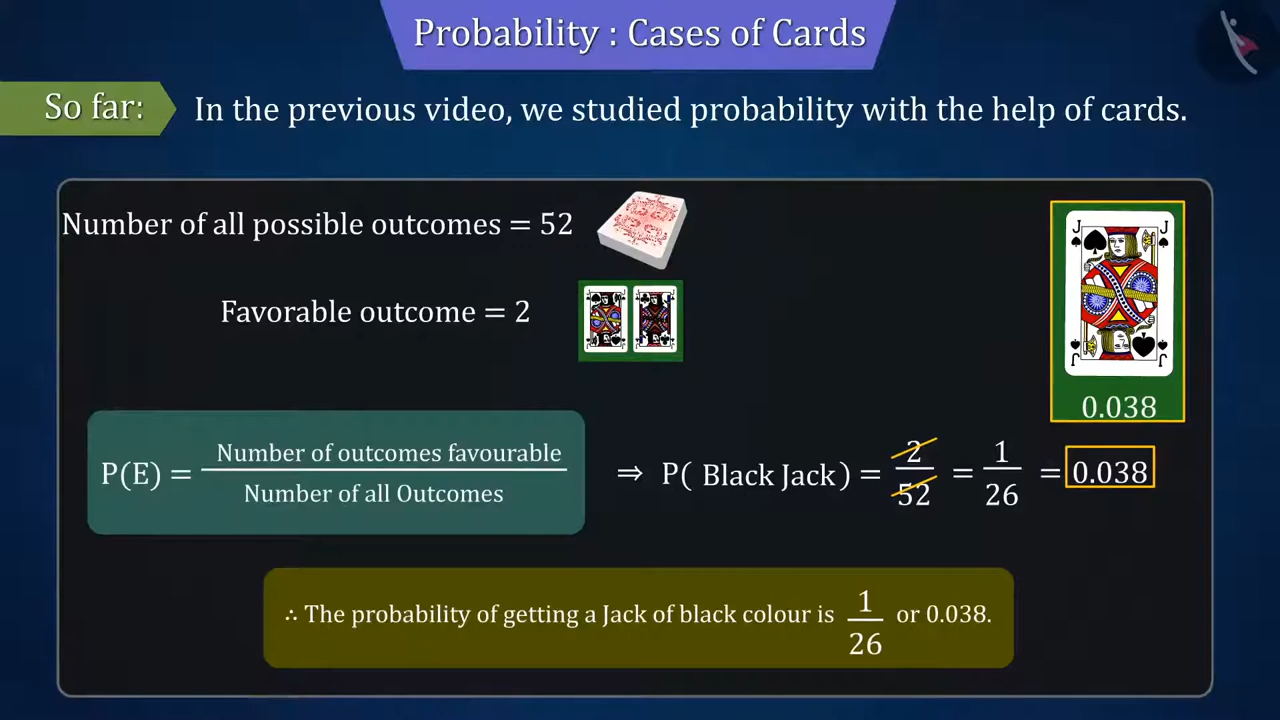 Probability : Cases of Cards
So far:
In the previous video, we studied probability with the help of cards.
Number of all possible outcomes = 52
J J
J J
0.038
Favorable outcome = 2
P(E) = Number of outcomes favourable / Number of all Outcomes
⇒ P( Black Jack) = 2/52 = 1/26 = 0.038
∴ The probability of getting a Jack of black colour is 1/26 or 0.038.